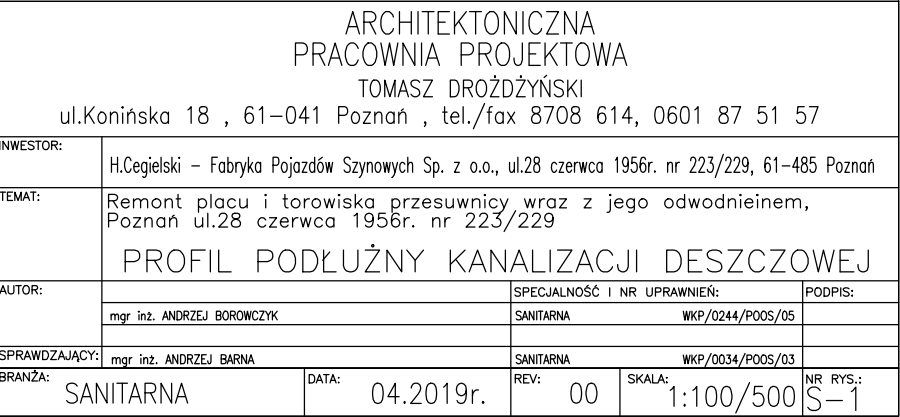 ARCHITEKTONICZNA
PRACOWNIA PROJEKTOWA
TOMASZ DROŻDŻYŃSKI
ul.Konińska 18 , 61-041 Poznań , tel./fax 8708 614, 0601 87 51 57
INWESTOR:
H.Cegielski - Fabryka Pojazdów Szynowych Sp. z o.o., ul.28 czerwca 1956r. nr 223/229, 61-485 Poznań
TEMAT:
Remont placu i torowiska przesuwnicy wraz z jego odwodnieinem,
Poznań ul.28 czerwca 1956r. nr 223/229
PROFIL PODŁUŻNY KANALIZACJI DESZCZOWEJ
AUTOR: SPECJALNOŚĆ I NR UPRAWNIEŃ: PODPIS:
mgr inż. ANDRZEJ BOROWCZYK SANITARNA WKP/0244/POOS/05
SPRAWDZAJĄCY: mgr inż. ANDRZEJ BARNA SANITARNA WKP/0034/POOS/03
BRANŻA: SANITARNA DATA: 04.2019r. REV: 00 SKALA: 1:100/500 NR RYS.: S-1